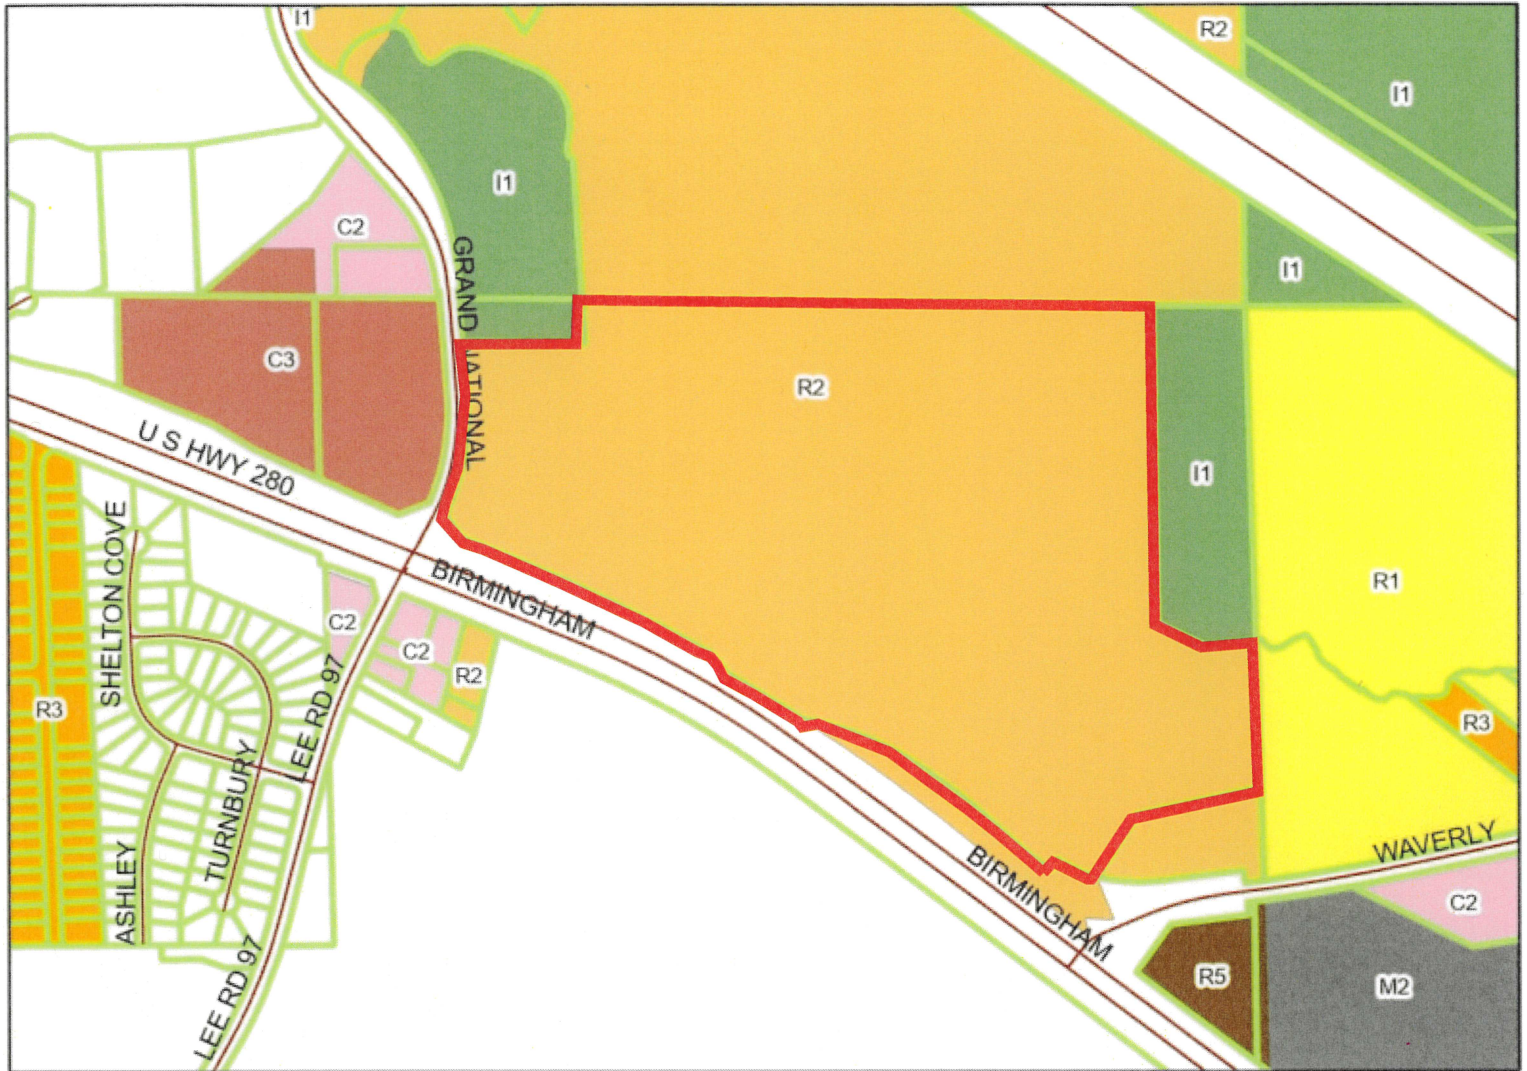 I1
R2
I1
I1
C2
GRAND NATIONAL
I1
C3
R2
U S HWY 280
I1
SHELTON COVE
BIRMINGHAM
R1
C2
C2
R2
R3
LEE RD 97
R3
TURNBURY
ASHLEY
BIRMINGHAM
WAVERLY
C2
LEE RD 97
R5
M2